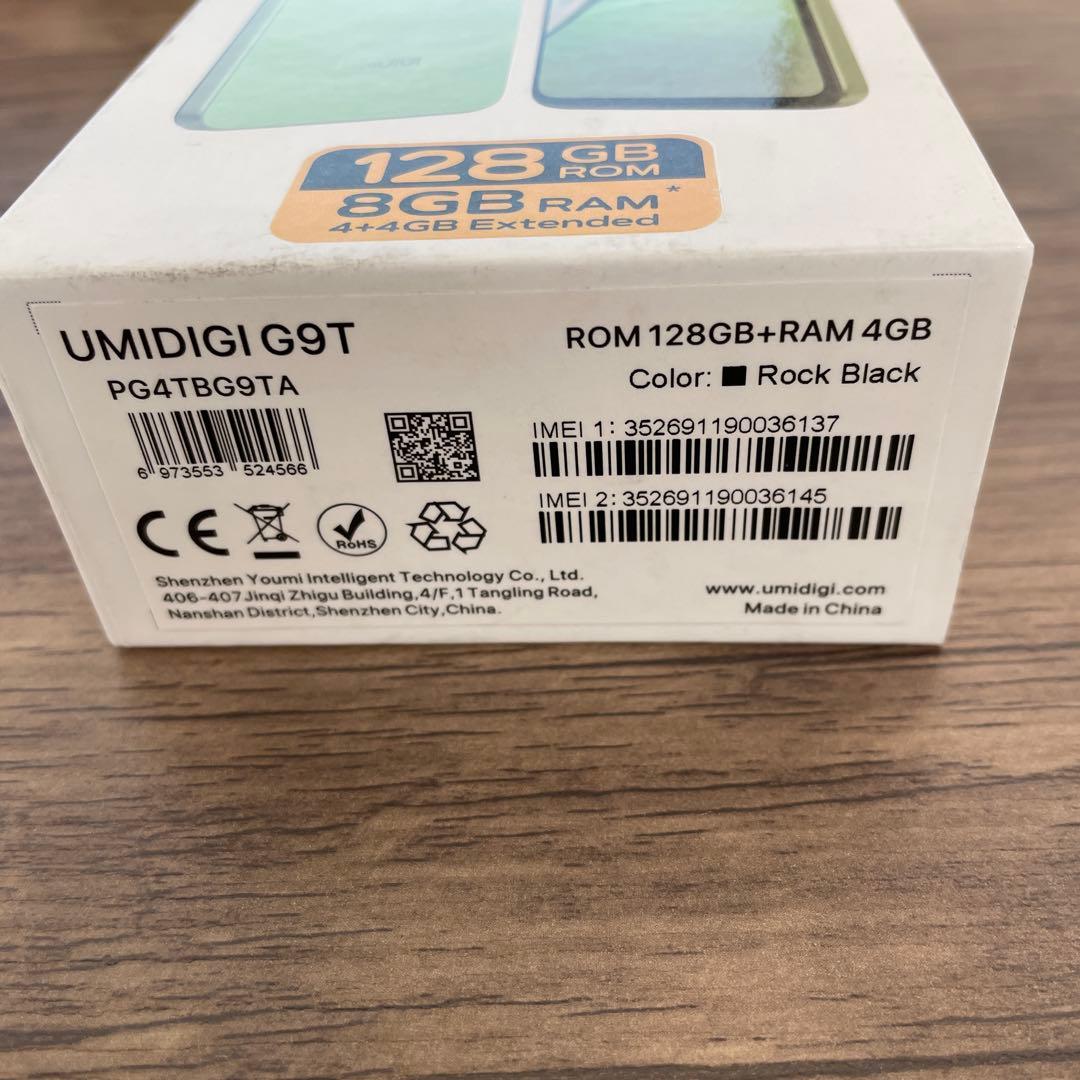 128 GB ROM
8GB RAM*
4+4GB Extended
UMIDIGI G9T
PG4TBG9TA
6 973553 524566
ROM 128GB+RAM 4GB
Color: Rock Black
IMEI 1: 352691190036137
IMEI 2: 352691190036145
CE
RoHS
Shenzhen Youmi Intelligent Technology Co., Ltd.
406-407 Jinqi Zhigu Building,4/F,1 Tangling Road,
Nanshan District,Shenzhen City,China.
www.umidigi.com
Made in China